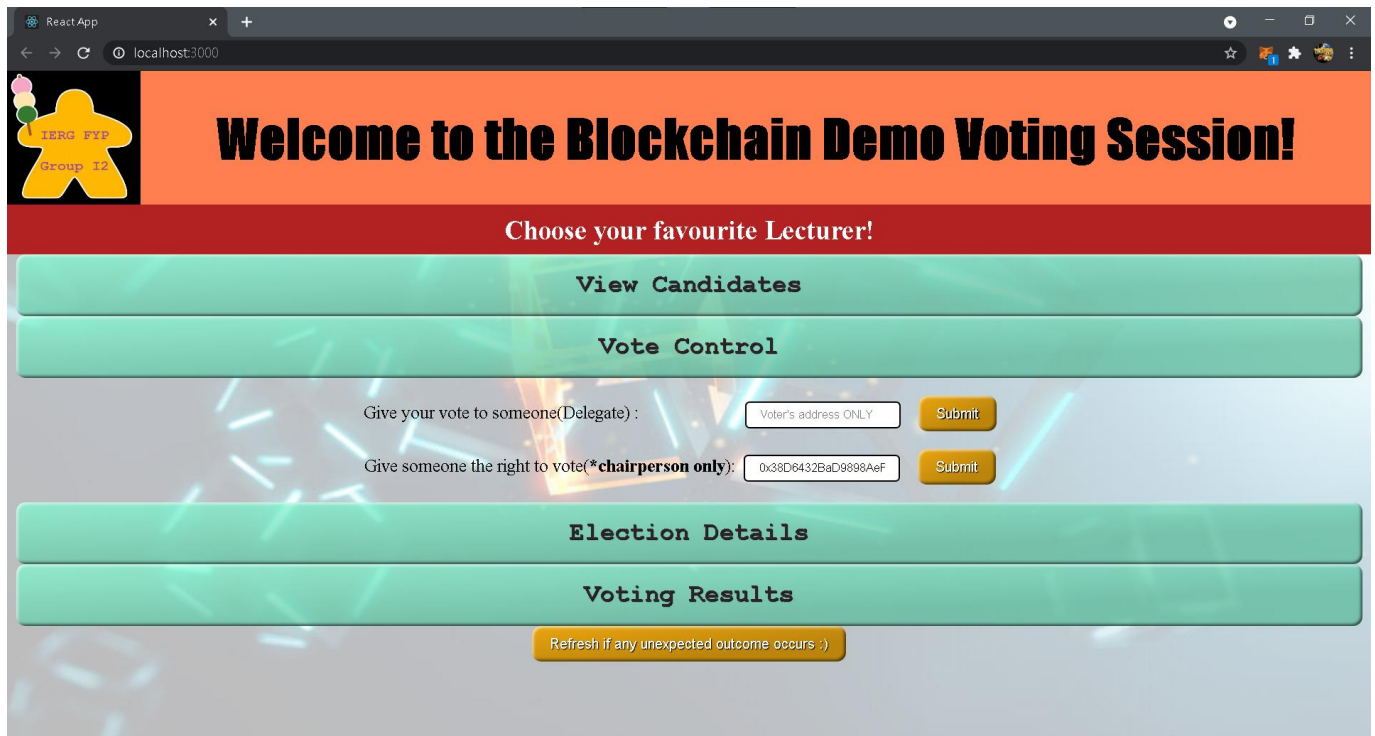 React App
localhost:3000
1
IERG FYP
Group I2
Welcome to the Blockchain Demo Voting Session!
Choose your favourite Lecturer!
View Candidates
Vote Control
Give your vote to someone(Delegate) : Voter's address ONLY Submit
Give someone the right to vote(*chairperson only): 0x38D6432BaD9898AeF Submit
Election Details
Voting Results
Refresh if any unexpected outcome occurs :)